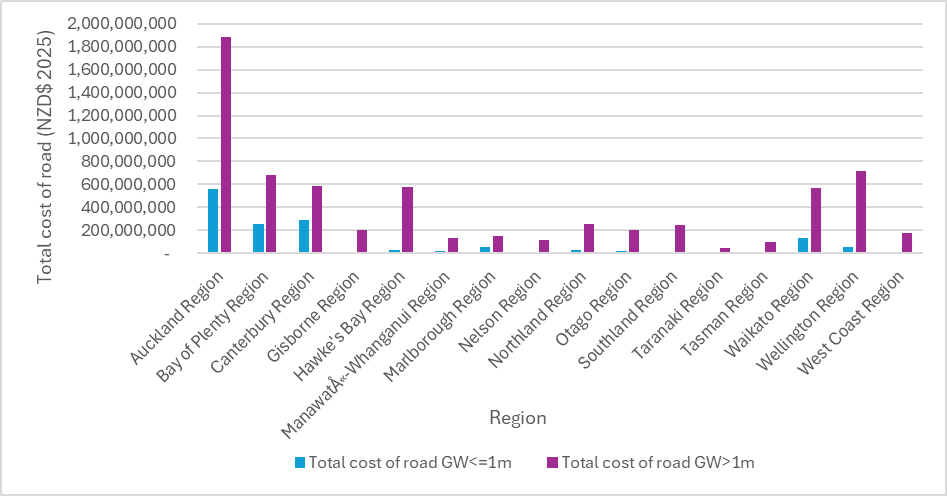 Total cost of road (NZD$ 2025)
2,000,000,000
1,800,000,000
1,600,000,000
1,400,000,000
1,200,000,000
1,000,000,000
800,000,000
600,000,000
400,000,000
200,000,000
-
Auckland Region
Bay of Plenty Region
Canterbury Region
Gisborne Region
Hawke's Bay Region
ManawatÅ«-Whanganui Region
Marlborough Region
Nelson Region
Northland Region
Otago Region
Southland Region
Taranaki Region
Tasman Region
Waikato Region
Wellington Region
West Coast Region
Region
Total cost of road GW<=1m
Total cost of road GW>1m